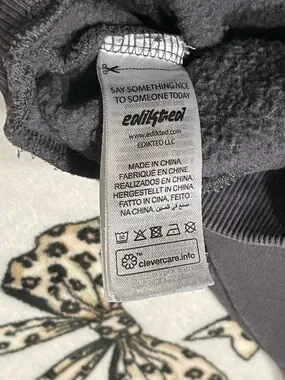 SAY SOMETHING NICE
TO SOMEONE TODAY
edikted
www.edikted.com
EDIKTED LLC
MADE IN CHINA
FABRIQUÉ EN CHINE
REALIZADOS EN CHINA
HERGESTELLT IN CHINA
FATTO IN CINA, FEITO
NA CHINA, صنع في الصين
clevercare.info